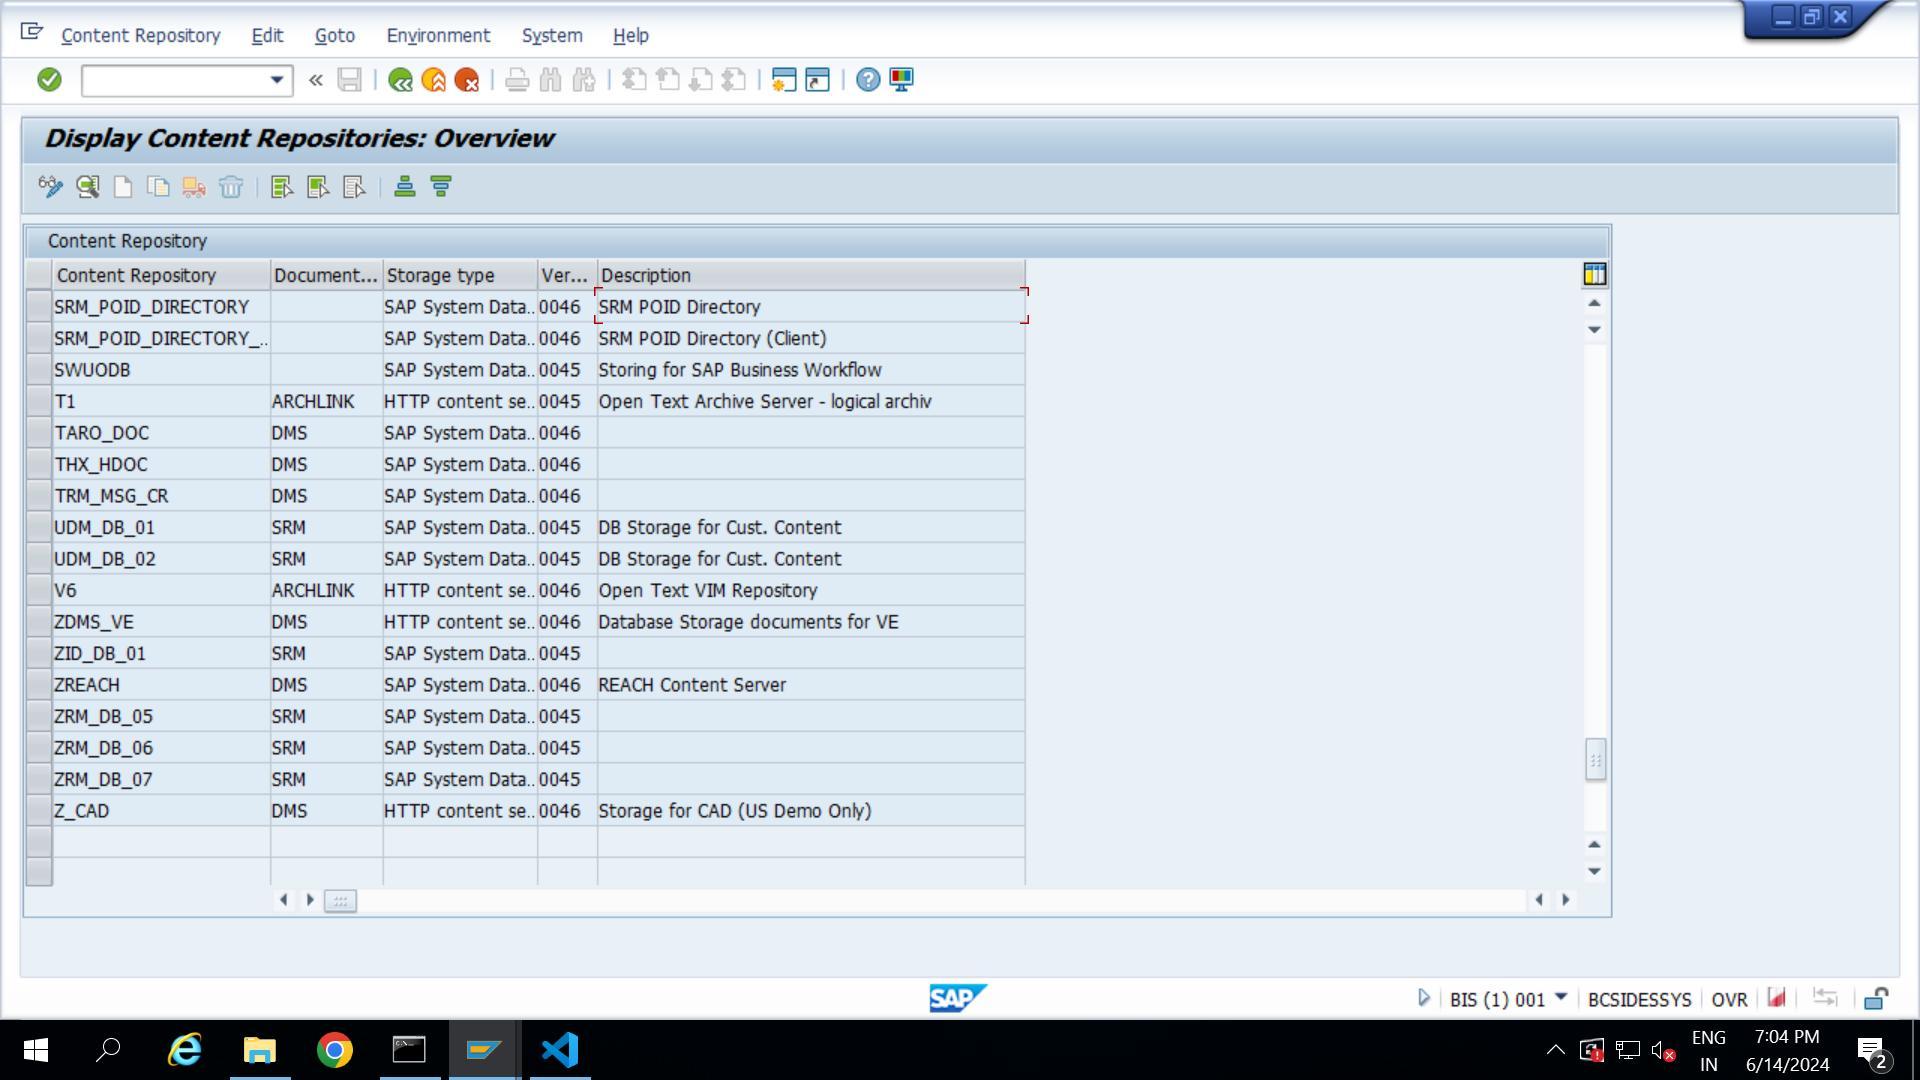 Content Repository Edit Goto Environment System Help
Display Content Repositories: Overview
Content Repository
Content Repository Document... Storage type Ver... Description
SRM_POID_DIRECTORY SAP System Data.. 0046 SRM POID Directory
SRM_POID_DIRECTORY_.. SAP System Data.. 0046 SRM POID Directory (Client)
SWUODB SAP System Data.. 0045 Storing for SAP Business Workflow
T1 ARCHLINK HTTP content se.. 0045 Open Text Archive Server - logical archiv
TARO_DOC DMS SAP System Data.. 0046
THX_HDOC DMS SAP System Data.. 0046
TRM_MSG_CR DMS SAP System Data.. 0046
UDM_DB_01 SRM SAP System Data.. 0045 DB Storage for Cust. Content
UDM_DB_02 SRM SAP System Data.. 0045 DB Storage for Cust. Content
V6 ARCHLINK HTTP content se.. 0046 Open Text VIM Repository
ZDMS_VE DMS HTTP content se.. 0046 Database Storage documents for VE
ZID_DB_01 SRM SAP System Data.. 0045
ZREACH DMS SAP System Data.. 0046 REACH Content Server
ZRM_DB_05 SRM SAP System Data.. 0045
ZRM_DB_06 SRM SAP System Data.. 0045
ZRM_DB_07 SRM SAP System Data.. 0045
Z_CAD DMS HTTP content se.. 0046 Storage for CAD (US Demo Only)
SAP BIS (1) 001 BCSIDESSYS OVR
ENG 7:04 PM
IN 6/14/2024 2